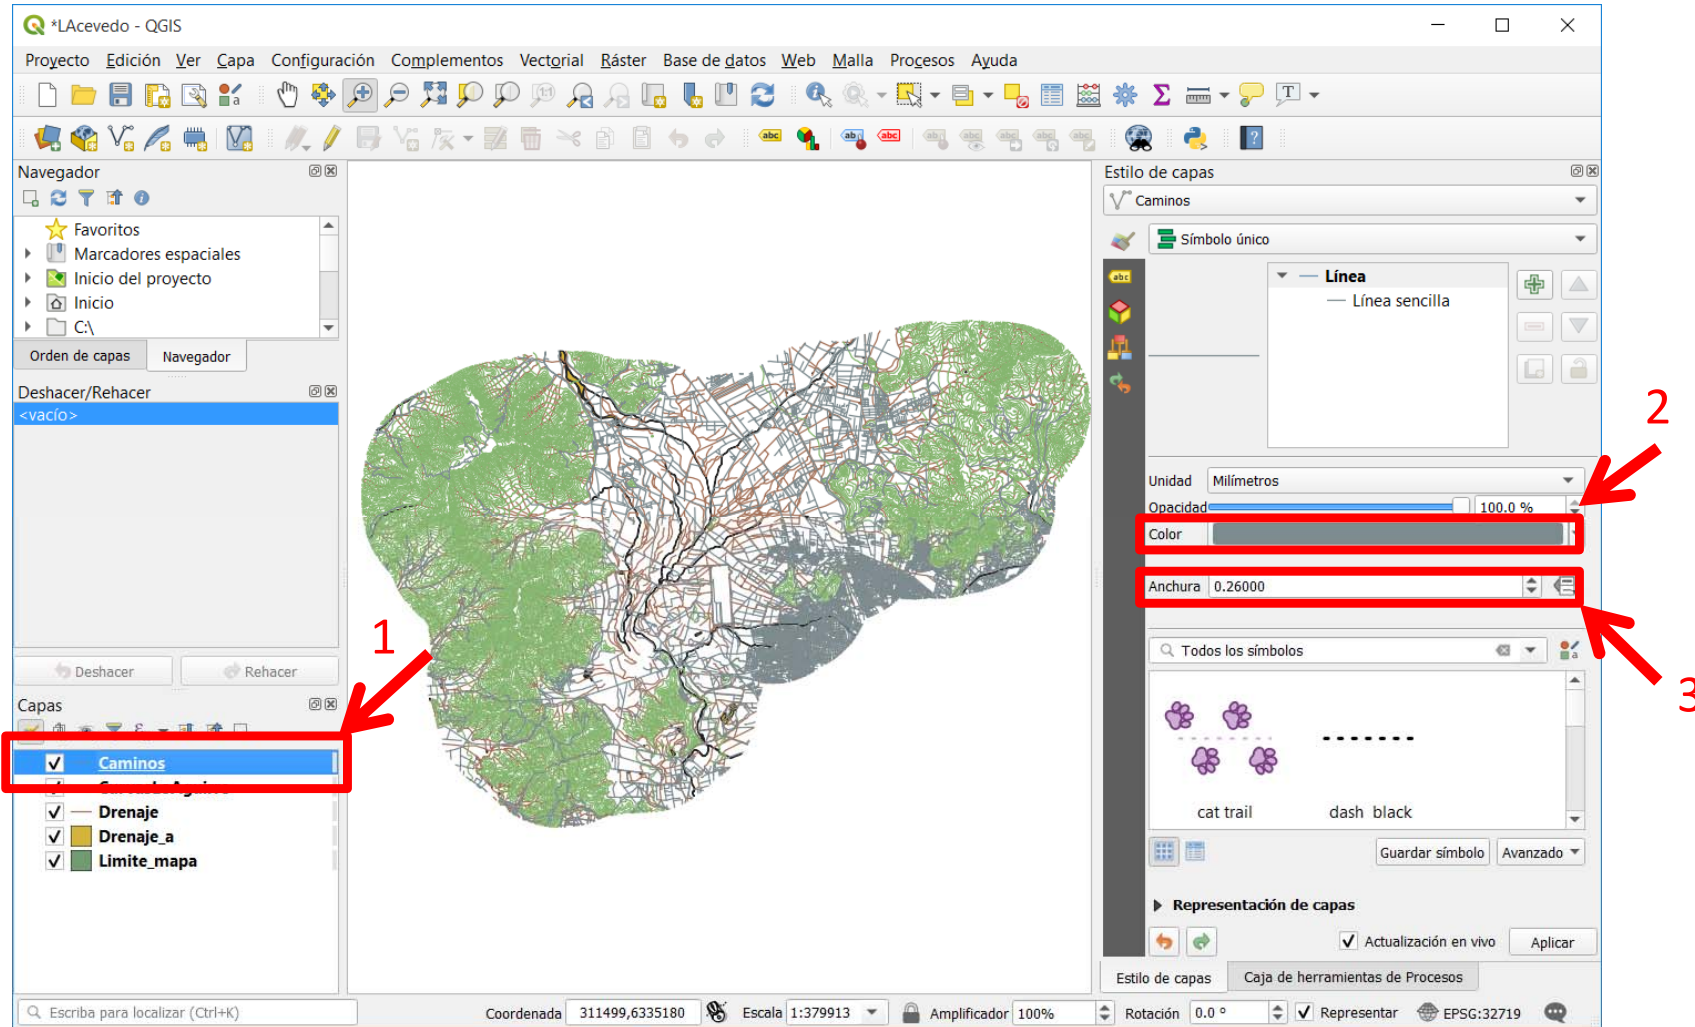 *LAcevedo - QGIS
Proyecto Edición Ver Capa Configuración Complementos Vectorial Ráster Base de datos Web Malla Procesos Ayuda
Navegador
Favoritos
Marcadores espaciales
Inicio del proyecto
Inicio
C:\
Orden de capas Navegador
Deshacer/Rehacer
<vacío>
Deshacer Rehacer
1
Capas
Caminos
Drenaje
Drenaje_a
Limite_mapa
Estilo de capas
Caminos
Símbolo único
Línea
Línea sencilla
2
Unidad Milímetros
Opacidad 100.0 %
Color
Anchura 0.26000
3
Todos los símbolos
cat trail dash black
Guardar símbolo Avanzado
Representación de capas
Actualización en vivo Aplicar
Estilo de capas Caja de herramientas de Procesos
Escriba para localizar (Ctrl+K) Coordenada 311499,6335180 Escala 1:379913 Amplificador 100% Rotación 0.0 ° Representar EPSG:32719